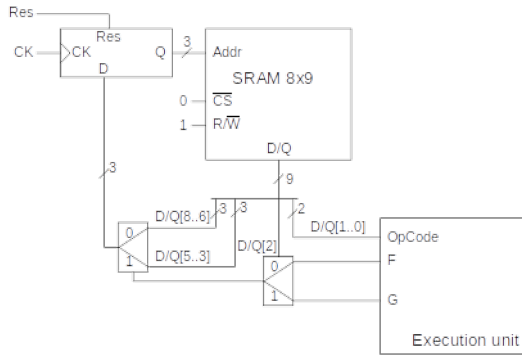 Res
Res
CK
CK
Q
3
Addr
D
SRAM 8x9
0
CS
1
R/W
D/Q
3
9
3
3
2
D/Q[8..6]
D/Q[1..0]
0
D/Q[2]
OpCode
1
D/Q[5..3]
0
F
1
G
Execution unit